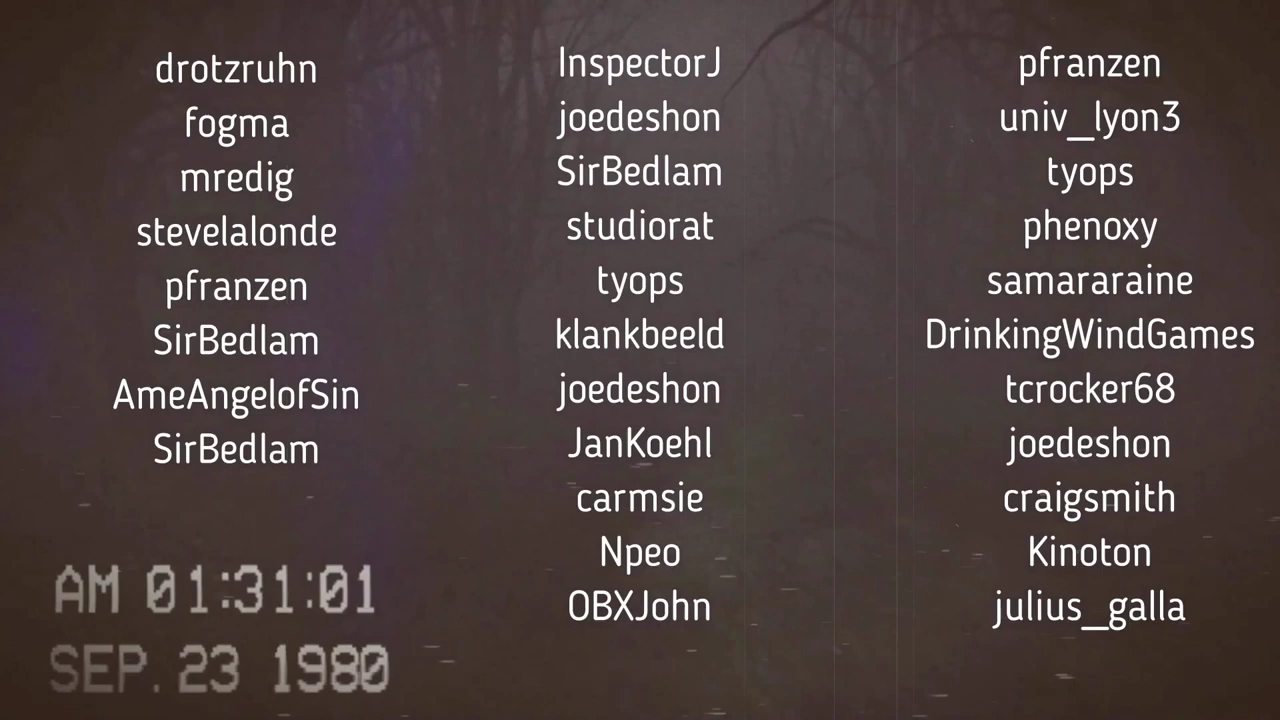 drotzruhn
fogma
mredig
stevelalonde
pfranzen
SirBedlam
AmeAngelofSin
SirBedlam
AM 01:31:01
SEP. 23 1980
InspectorJ
joedeshon
SirBedlam
studiorat
tyops
klankbeeld
joedeshon
JanKoehl
carmsie
Npeo
OBXJohn
pfranzen
univ_lyon3
tyops
phenoxy
samararaine
DrinkingWindGames
tcrocker68
joedeshon
craigsmith
Kinoton
julius_galla